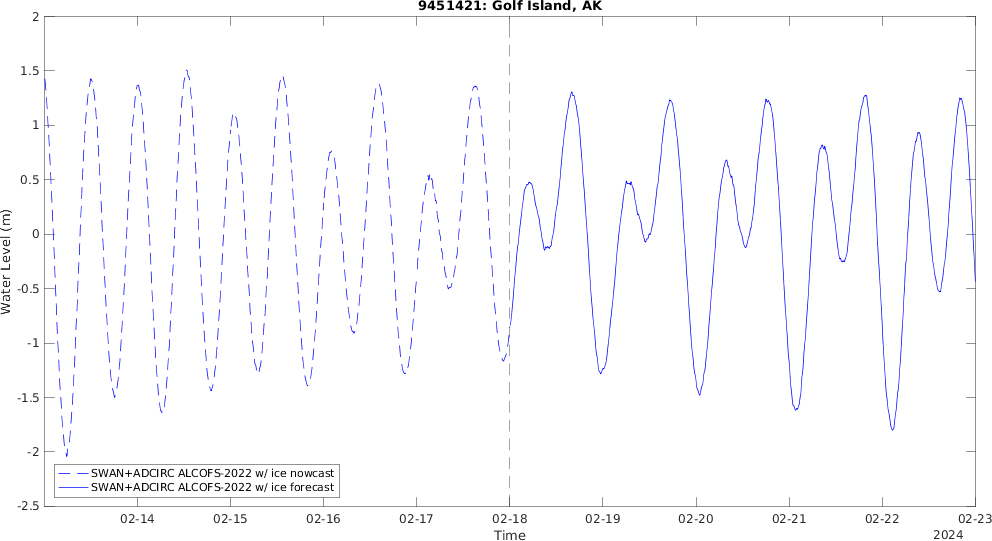 9451421: Golf Island, AK
Water Level (m)
2
1.5
1
0.5
0
-0.5
-1
-1.5
-2
-2.5
SWAN+ADCIRC ALCOFS-2022 w/ ice nowcast
SWAN+ADCIRC ALCOFS-2022 w/ ice forecast
02-14 02-15 02-16 02-17 02-18 02-19 02-20 02-21 02-22 02-23
Time
2024